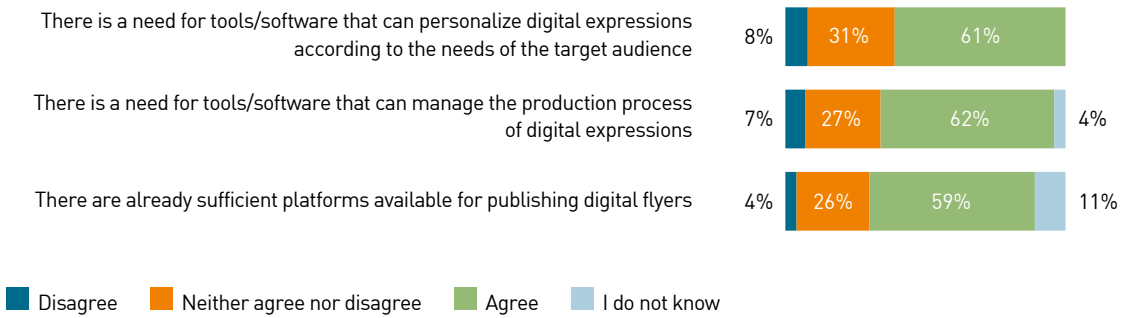 There is a need for tools/software that can personalize digital expressions
according to the needs of the target audience
8% 31% 61%
There is a need for tools/software that can manage the production process
of digital expressions
7% 27% 62% 4%
There are already sufficient platforms available for publishing digital flyers
4% 26% 59% 11%
Disagree Neither agree nor disagree Agree I do not know